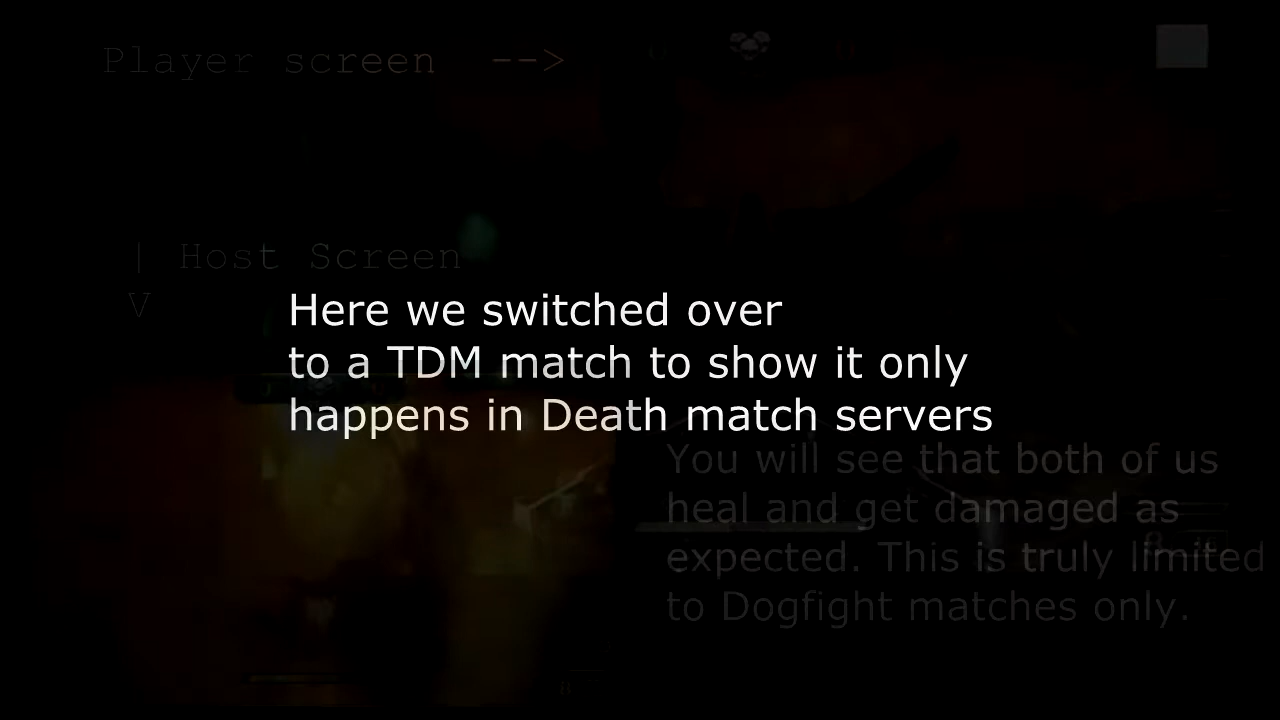 Player screen -->
| Host Screen
V
Here we switched over
to a TDM match to show it only
happens in Death match servers
You will see that both of us
heal and get damaged as
expected. This is truly limited
to Dogfight matches only.